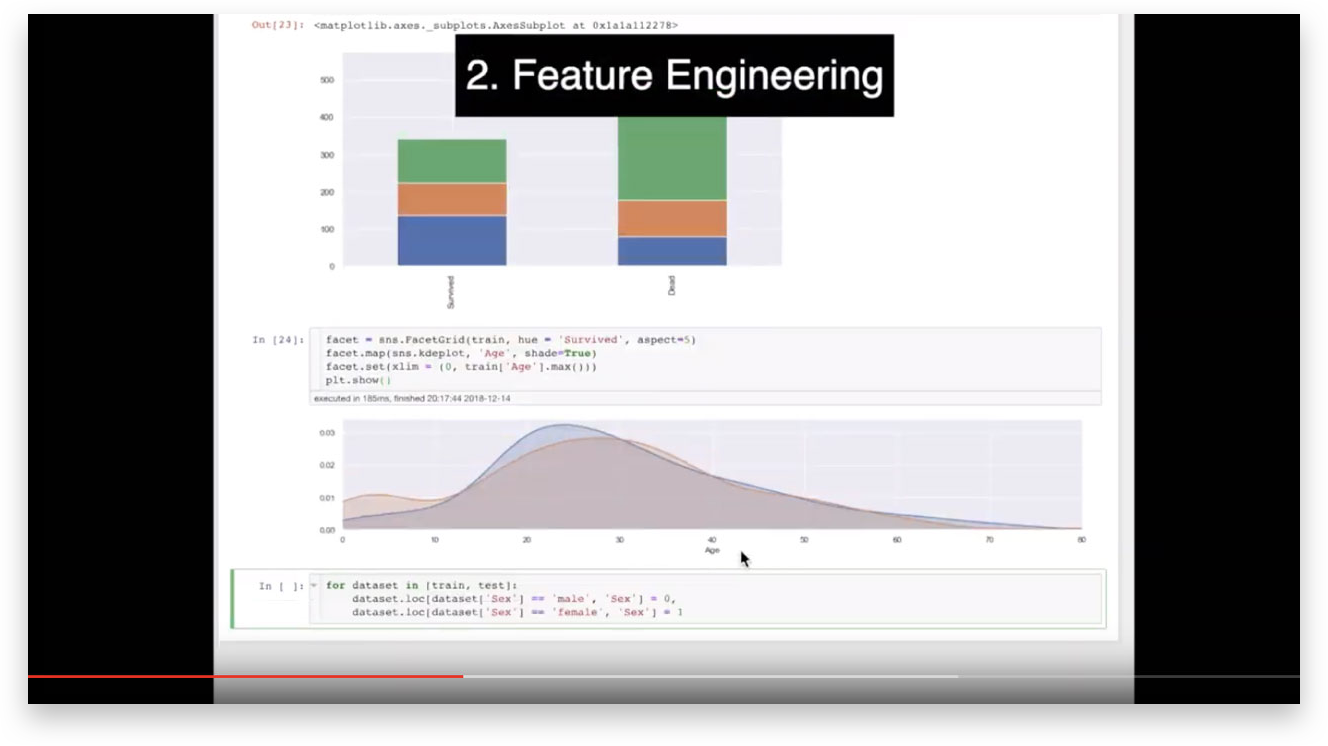 Out[23]: <matplotlib.axes._subplots.AxesSubplot at 0x1a1a112278>
2. Feature Engineering
500
400
300
200
100
0
Survived
Dead
In [24]: facet = sns.FacetGrid(train, hue = 'Survived', aspect=5)
facet.map(sns.kdeplot, 'Age', shade=True)
facet.set(xlim = (0, train['Age'].max()))
plt.show()
executed in 185ms, finished 20:17:44 2018-12-14
0.03
0.02
0.01
0.00
0 10 20 30 40 50 60 70 80
Age
In [ ]: for dataset in [train, test]:
dataset.loc[dataset['Sex'] == 'male', 'Sex'] = 0,
dataset.loc[dataset['Sex'] == 'female', 'Sex'] = 1